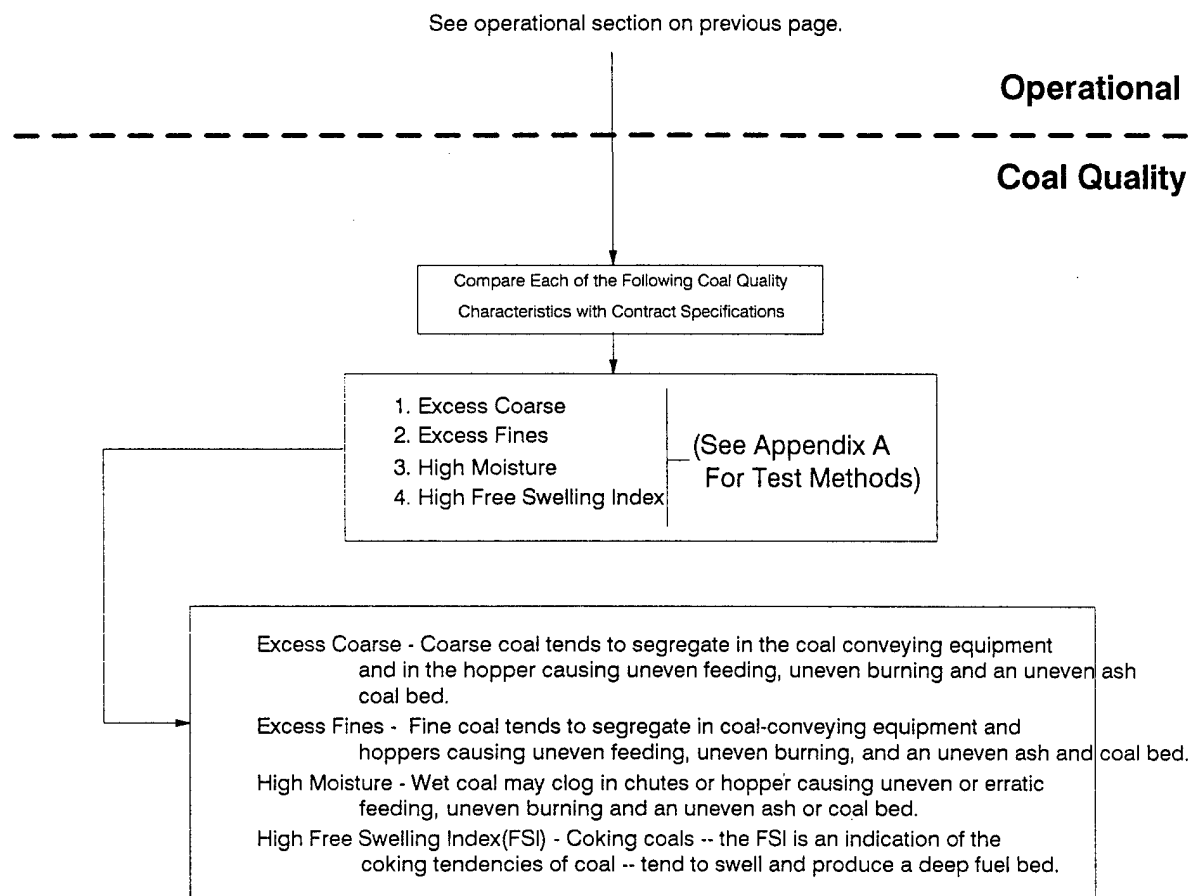 See operational section on previous page.
Operational
Coal Quality
Compare Each of the Following Coal Quality
Characteristics with Contract Specifications
1. Excess Coarse
2. Excess Fines
3. High Moisture
4. High Free Swelling Index
(See Appendix A
For Test Methods)
Excess Coarse - Coarse coal tends to segregate in the coal conveying equipment
and in the hopper causing uneven feeding, uneven burning and an uneven ash
coal bed.
Excess Fines - Fine coal tends to segregate in coal-conveying equipment and
hoppers causing uneven feeding, uneven burning, and an uneven ash and coal bed.
High Moisture - Wet coal may clog in chutes or hopper causing uneven or erratic
feeding, uneven burning and an uneven ash or coal bed.
High Free Swelling Index(FSI) - Coking coals -- the FSI is an indication of the
coking tendencies of coal -- tend to swell and produce a deep fuel bed.